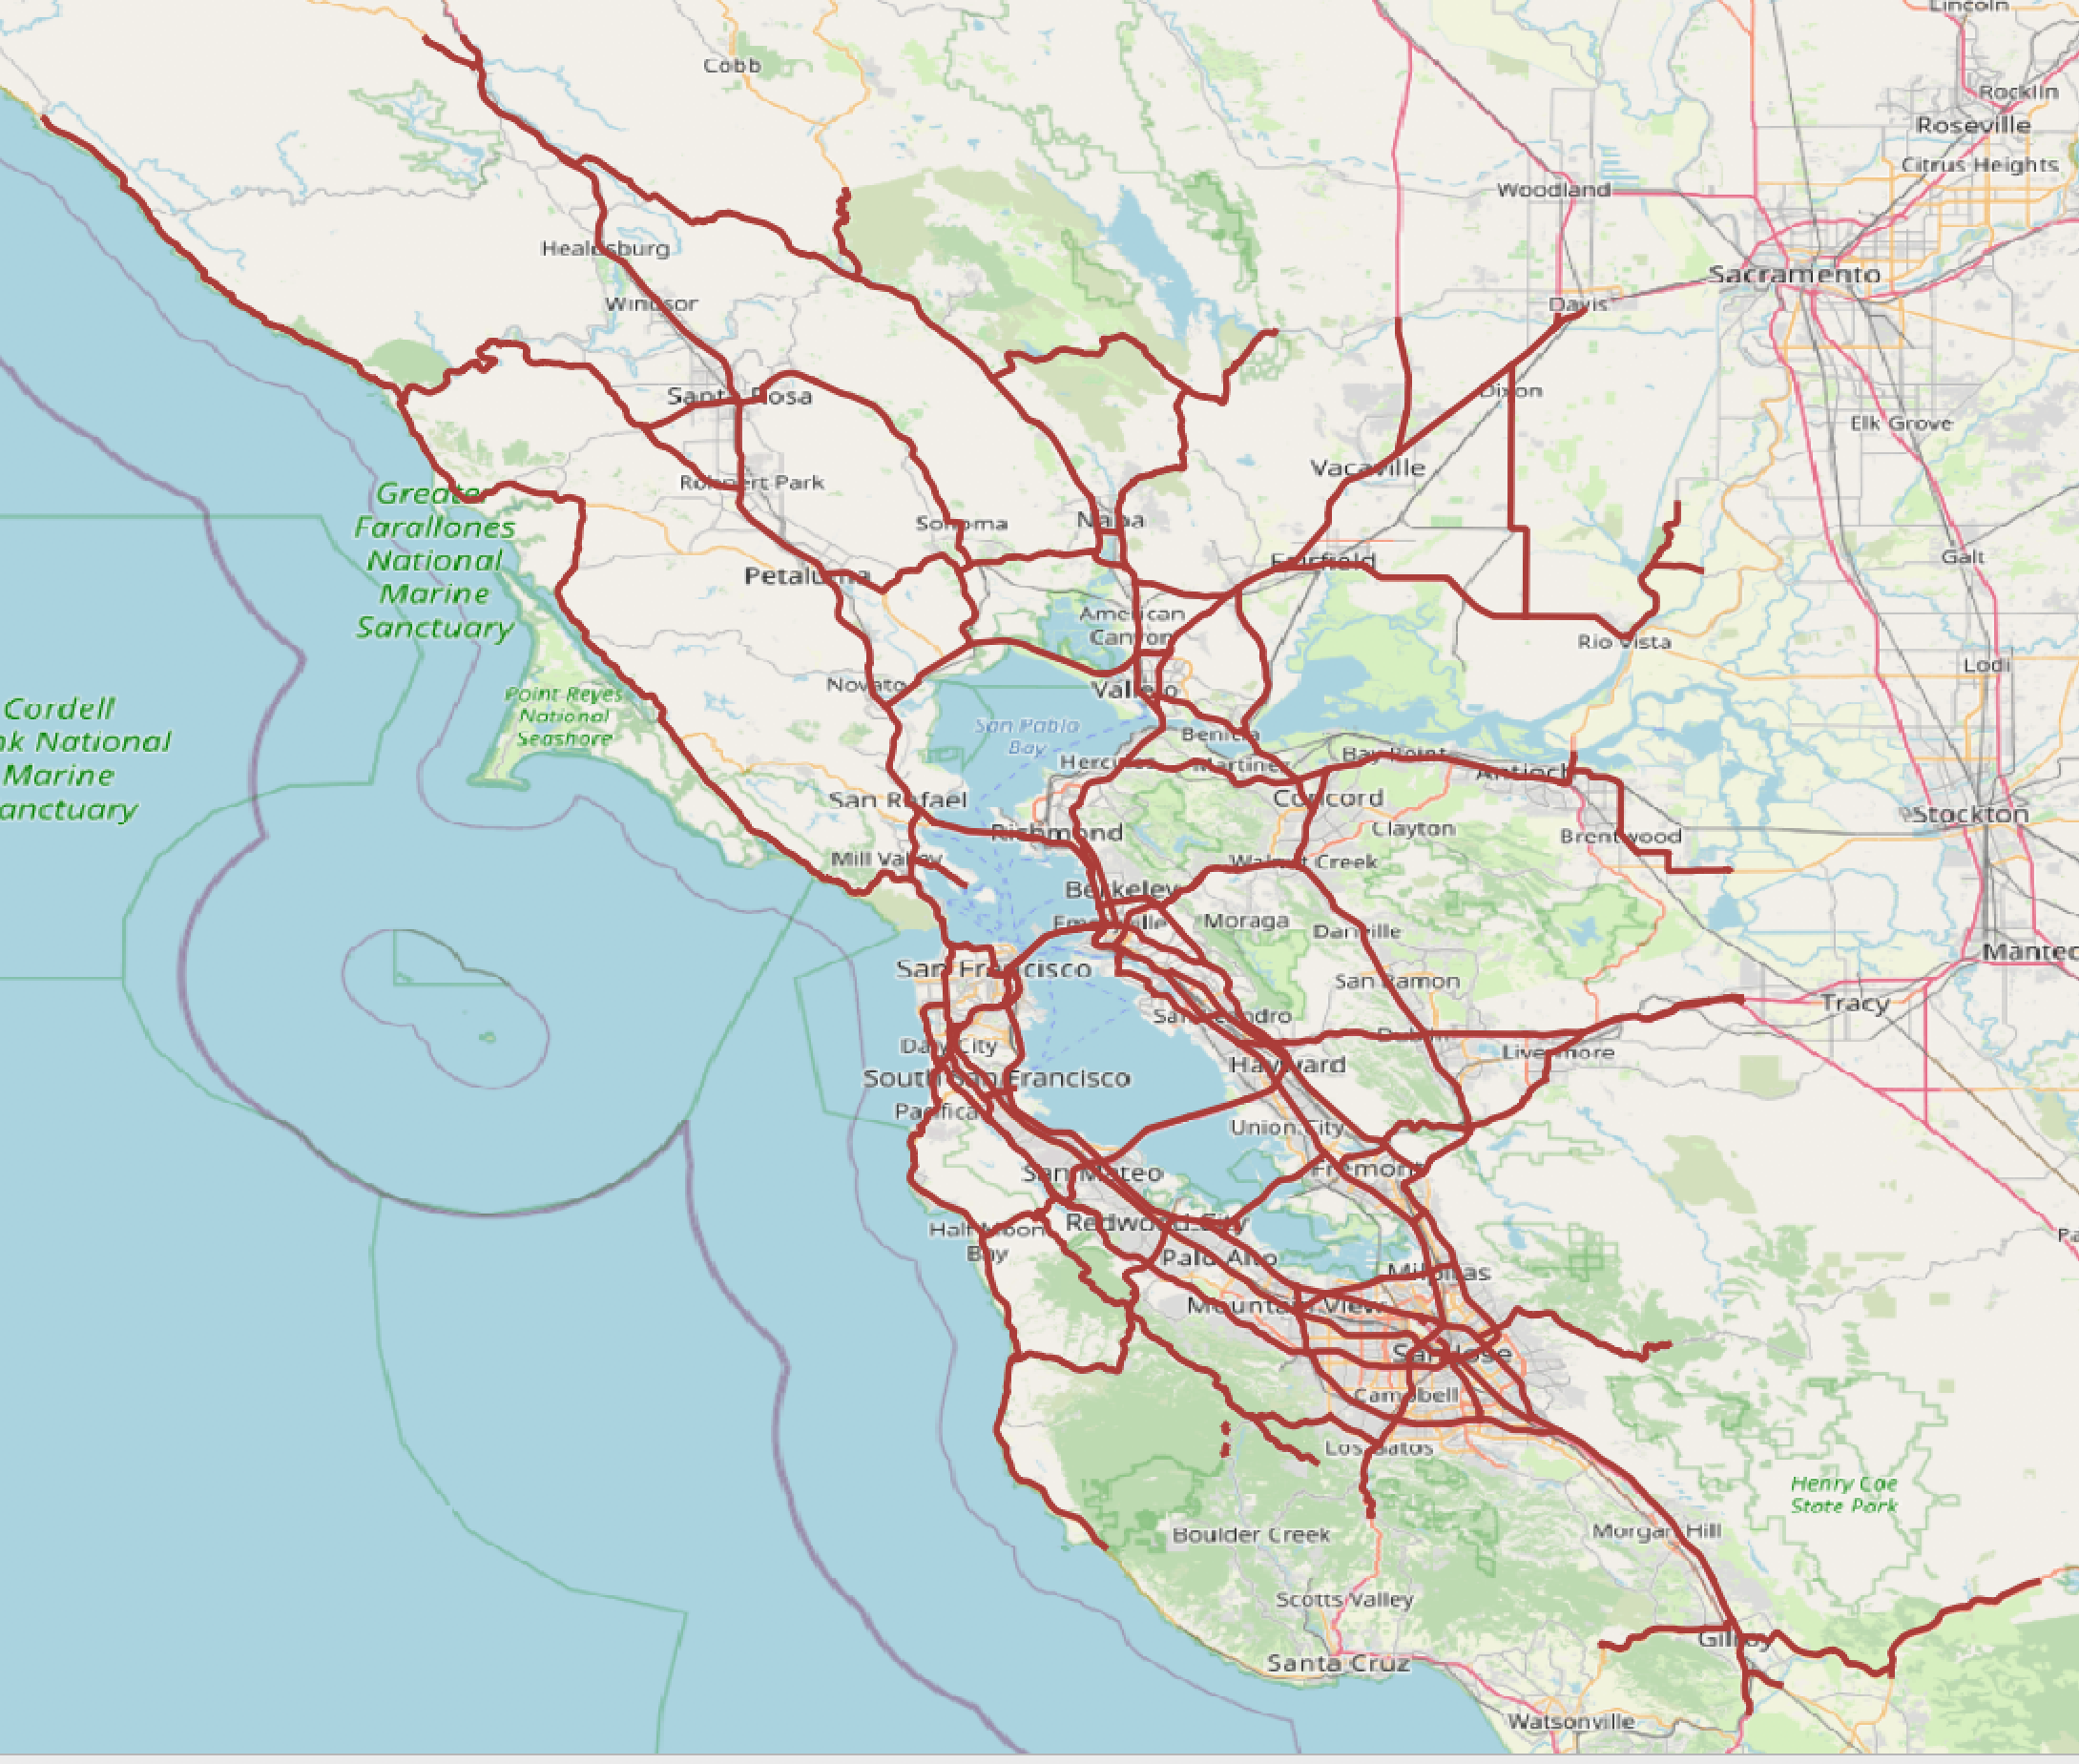 Lincoln
Cobb
Rocklin
Roseville
Citrus Heights
Woodland
Healdsburg
Sacramento
Windsor
Davis
Santa Rosa
Dixon
Elk Grove
Vacaville
Rohnert Park
Greater
Farallones
National
Marine
Sanctuary
Sonoma
Napa
Galt
Fairfield
Petaluma
American
Canyon
Rio Vista
Lodi
Novato
Vallejo
Point Reyes
National
Seashore
Cordell
nk National
Marine
anctuary
San Pablo
Bay
Benicia
Bay Point
Hercules
Martinez
Antioch
San Rafael
Concord
Stockton
Richmond
Clayton
Brentwood
Mill Valley
Walnut Creek
Berkeley
Emeryville
Moraga
Danville
Mantec
San Francisco
San Ramon
Tracy
San Leandro
Daly City
Dublin
Livermore
Hayward
South San Francisco
Pacifica
Union City
San Mateo
Fremont
Redwood City
Half Moon
Bay
Pa
Palo Alto
Milpitas
Mountain View
San Jose
Campbell
Los Gatos
Henry Coe
State Park
Boulder Creek
Morgan Hill
Scotts Valley
Gilroy
Santa Cruz
Watsonville